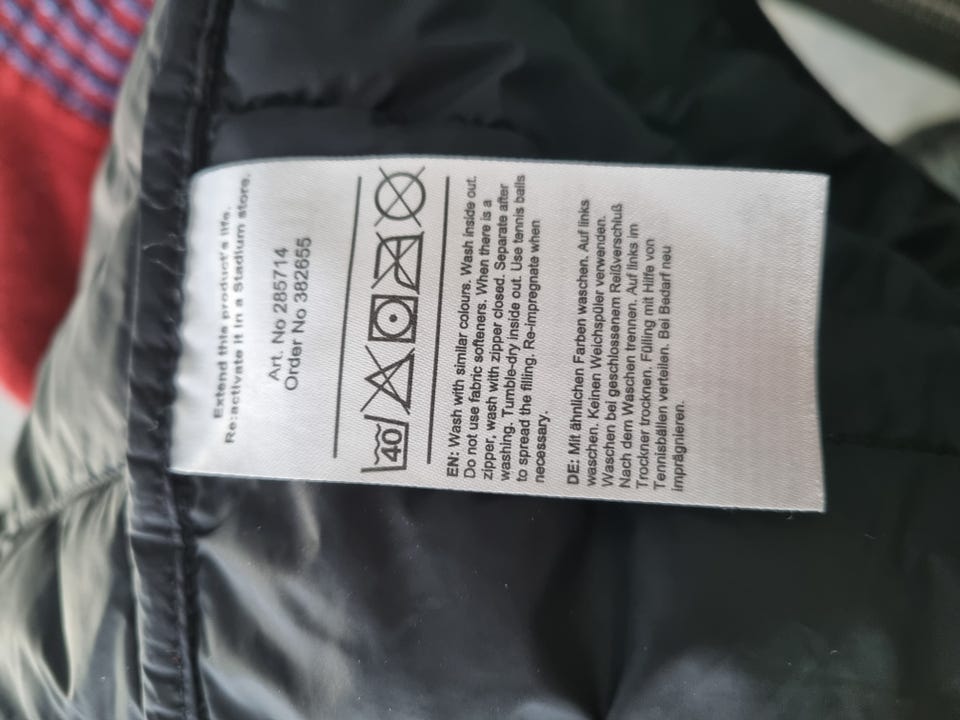 Extend this product's life.
Re:activate it in a Stadium store.
Art. No 285714
Order No 382655
40
EN: Wash with similar colours. Wash inside out.
Do not use fabric softeners. When there is a
zipper, wash with zipper closed. Separate after
washing. Tumble-dry inside out. Use tennis balls
to spread the filling. Re-impregnate when
necessary.
DE: Mit ähnlichen Farben waschen. Auf links
waschen. Keinen Weichspüler verwenden.
Waschen bei geschlossenem Reißverschluß
Nach dem Waschen trennen. Auf links im
Trockner trocknen. Füllung mit Hilfe von
Tennisbällen verteilen. Bei Bedarf neu
imprägnieren.